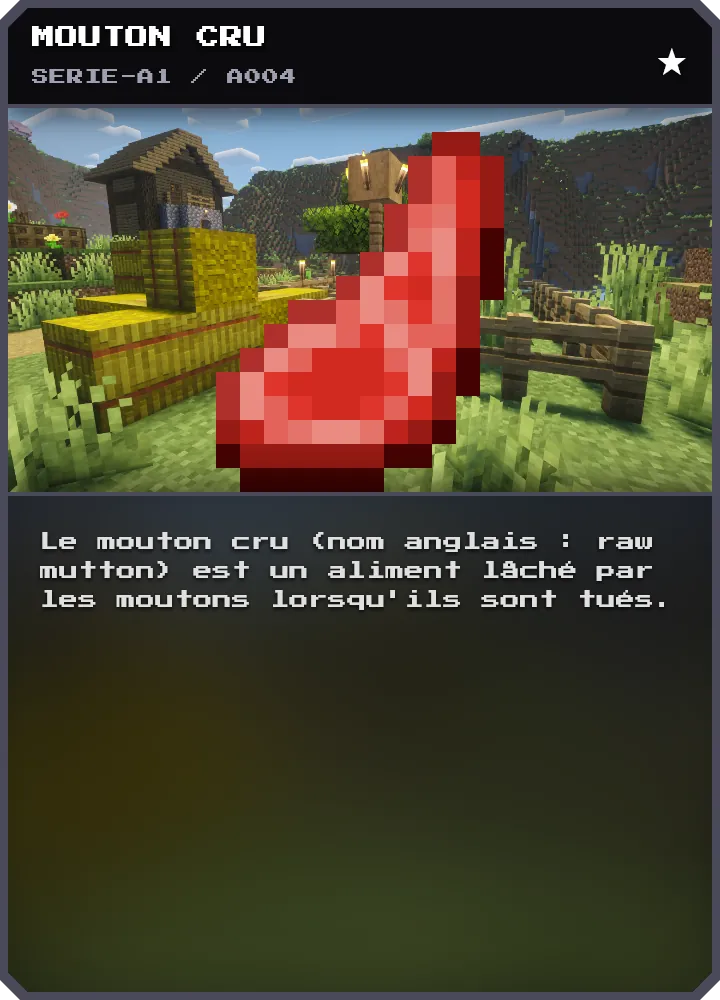 MOUTON CRU
SERIE-A1 / A004
Le mouton cru (nom anglais : raw
mutton) est un aliment lâché par
les moutons lorsqu'ils sont tués.